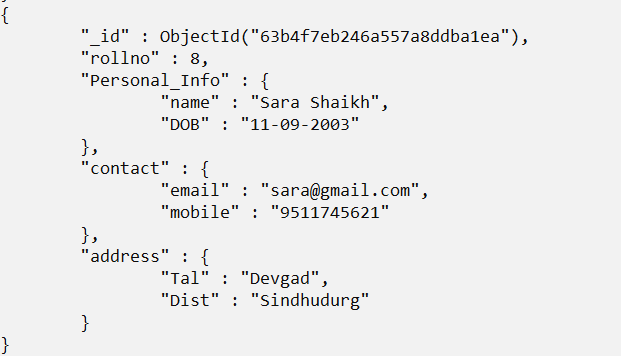 }
{
"_id" : ObjectId("63b4f7eb246a557a8ddba1ea"),
"rollno" : 8,
"Personal_Info" : {
"name" : "Sara Shaikh",
"DOB" : "11-09-2003"
},
"contact" : {
"email" : "sara@gmail.com",
"mobile" : "9511745621"
},
"address" : {
"Tal" : "Devgad",
"Dist" : "Sindhudurg"
}
}